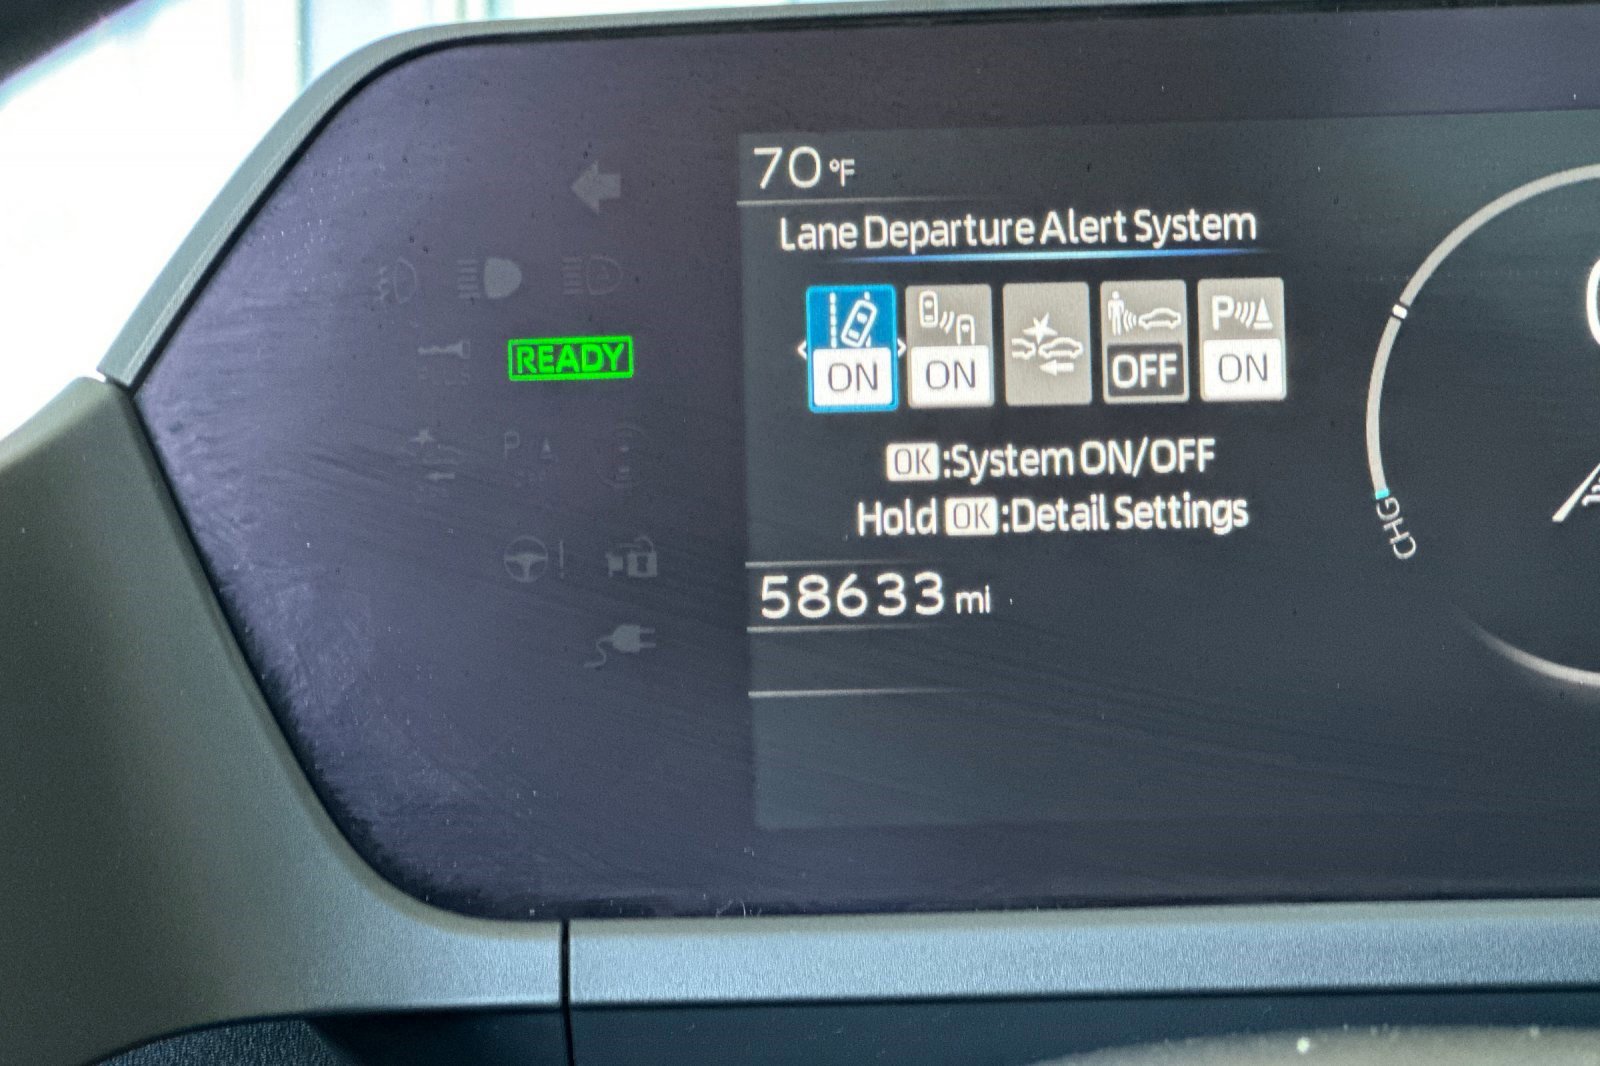 70°F
Lane Departure Alert System
ON ON OFF P ON
OK:System ON/OFF
Hold OK:Detail Settings
READY
P
58633 mi
CHG